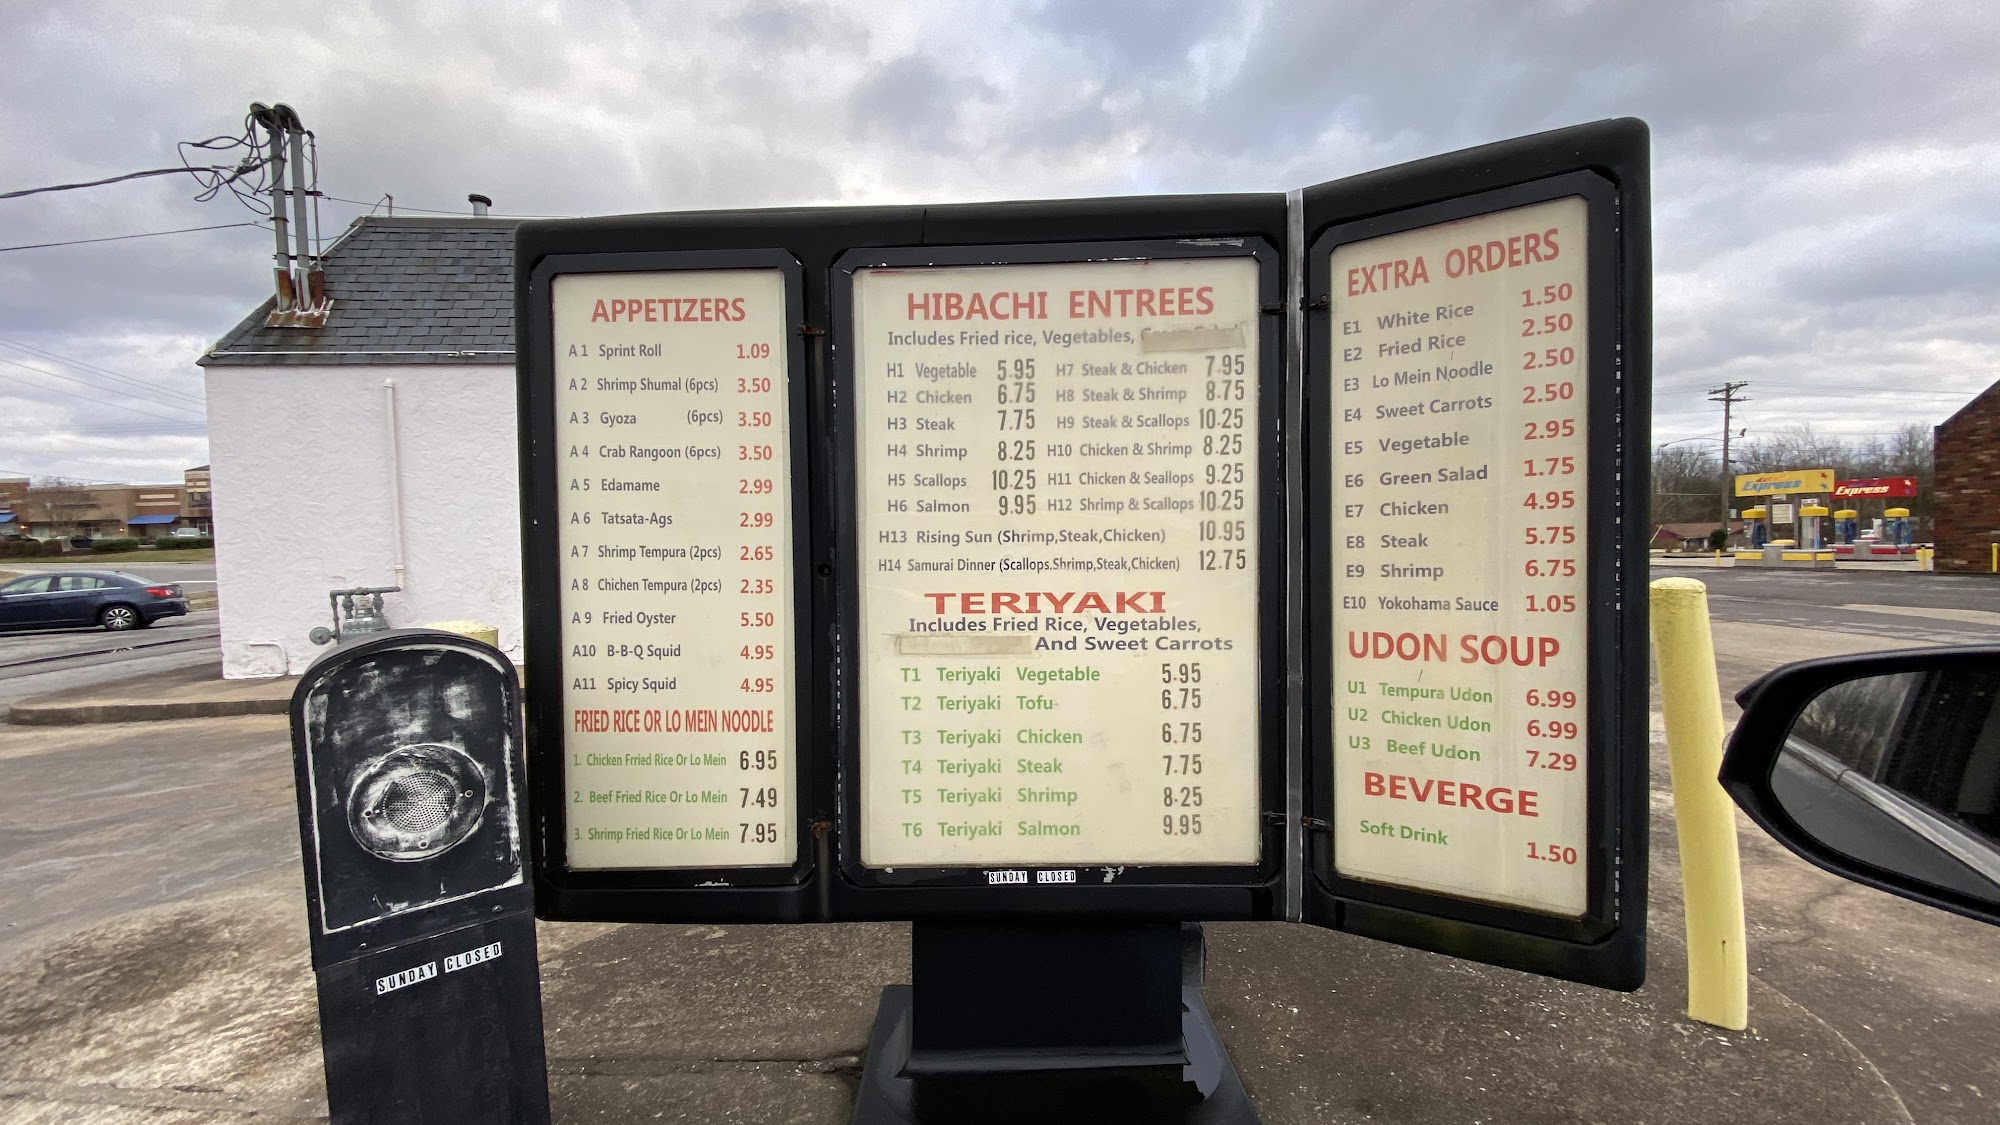 APPETIZERS
A 1 Sprint Roll 1.09
A 2 Shrimp Shumal (6pcs) 3.50
A 3 Gyoza (6pcs) 3.50
A 4 Crab Rangoon (6pcs) 3.50
A 5 Edamame 2.99
A 6 Tatsata-Ags 2.99
A 7 Shrimp Tempura (2pcs) 2.65
A 8 Chichen Tempura (2pcs) 2.35
A 9 Fried Oyster 5.50
A10 B-B-Q Squid 4.95
A11 Spicy Squid 4.95
FRIED RICE OR LO MEIN NOODLE
1. Chicken Frried Rice Or Lo Mein 6.95
2. Beef Fried Rice Or Lo Mein 7.49
3. Shrimp Fried Rice Or Lo Mein 7.95
HIBACHI ENTREES
Includes Fried rice, Vegetables,
H1 Vegetable 5.95 H7 Steak & Chicken 7.95
H2 Chicken 6.75 H8 Steak & Shrimp 8.75
H3 Steak 7.75 H9 Steak & Scallops 10.25
H4 Shrimp 8.25 H10 Chicken & Shrimp 8.25
H5 Scallops 10.25 H11 Chicken & Seallops 9.25
H6 Salmon 9.95 H12 Shrimp & Scallops 10.25
H13 Rising Sun (Shrimp,Steak,Chicken) 10.95
H14 Samurai Dinner (Scallops.Shrimp,Steak,Chicken) 12.75
TERIYAKI
Includes Fried Rice, Vegetables,
And Sweet Carrots
T1 Teriyaki Vegetable 5.95
T2 Teriyaki Tofu 6.75
T3 Teriyaki Chicken 6.75
T4 Teriyaki Steak 7.75
T5 Teriyaki Shrimp 8.25
T6 Teriyaki Salmon 9.95
SUNDAY CLOSED
EXTRA ORDERS
E1 White Rice 1.50
E2 Fried Rice 2.50
E3 Lo Mein Noodle 2.50
E4 Sweet Carrots 2.50
E5 Vegetable 2.95
E6 Green Salad 1.75
E7 Chicken 4.95
E8 Steak 5.75
E9 Shrimp 6.75
E10 Yokohama Sauce 1.05
UDON SOUP
U1 Tempura Udon 6.99
U2 Chicken Udon 6.99
U3 Beef Udon 7.29
BEVERGE
Soft Drink 1.50
SUNDAY CLOSED
Express
Express